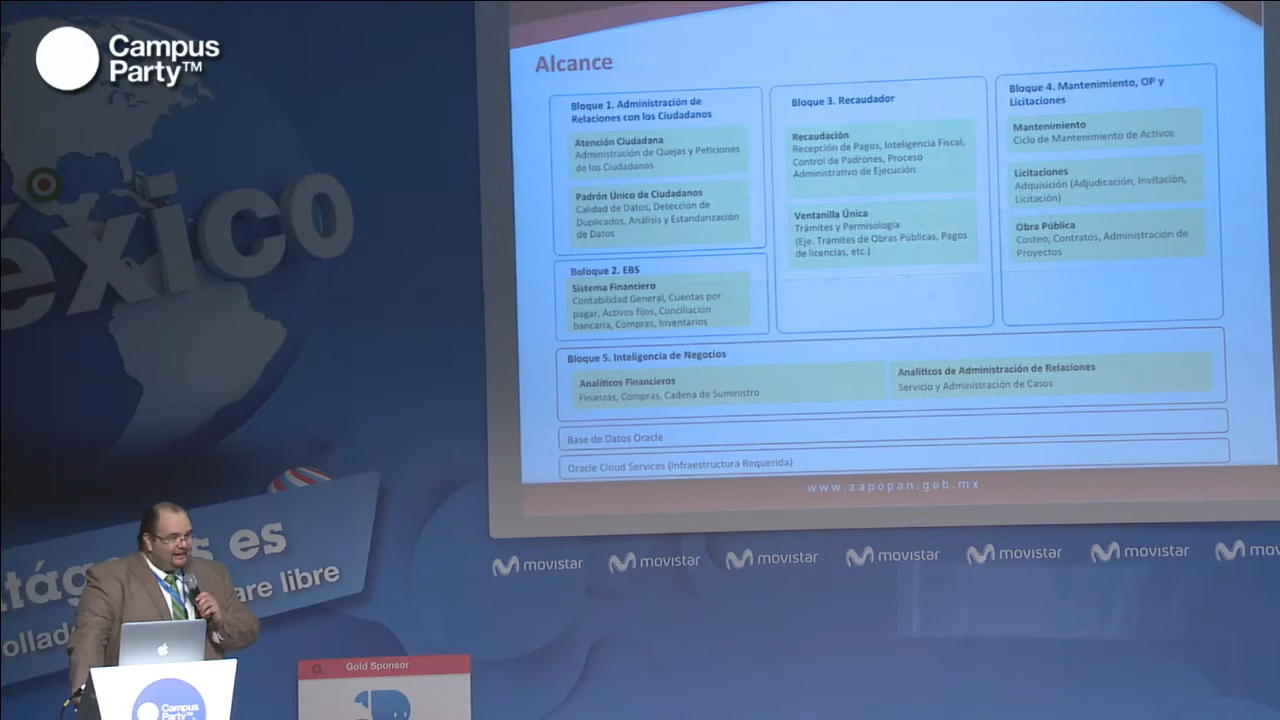 Campus
Party™
Alcance
Bloque 1. Administración de
Relaciones con los Ciudadanos
Atención Ciudadana
Administración de Quejas y Peticiones
de los Ciudadanos
Padrón Único de Ciudadanos
Calidad de Datos, Detección de
Duplicados, Análisis y Estandarización
de Datos
Boloque 2. EBS
Sistema Financiero
Contabilidad General, Cuentas por
pagar, Activos fijos, Conciliación
bancaria, Compras, Inventarios
Bloque 3. Recaudador
Recaudación
Recepción de Pagos, Inteligencia Fiscal,
Control de Padrones, Proceso
Administrativo de Ejecución
Ventanilla Única
Trámites y Permisología
(Eje. Trámites de Obras Públicas, Pagos
de licencias, etc.)
Bloque 4. Mantenimiento, OP y
Licitaciones
Mantenimiento
Ciclo de Mantenimiento de Activos
Licitaciones
Adquisición (Adjudicación, Invitación,
Licitación)
Obra Pública
Costeo, Contratos, Administración de
Proyectos
Bloque 5. Inteligencia de Negocios
Analíticos Financieros
Finanzas, Compras, Cadena de Suministro
Analíticos de Administración de Relaciones
Servicio y Administración de Casos
Base de Datos Oracle
Oracle Cloud Services (Infraestructura Requerida)
www.zapopan.gob.mx
éxico
es
are libre
movistar movistar movistar movistar movistar movistar mov
Gold Sponsor
Campus
Party™